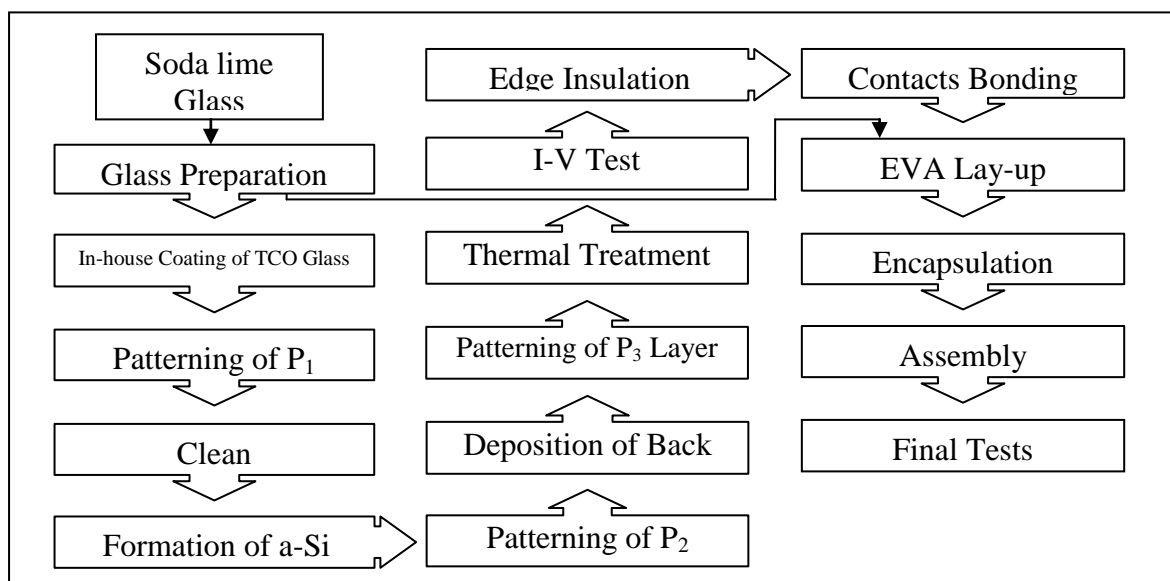 Soda lime
Glass
Glass Preparation
In-house Coating of TCO Glass
Patterning of P₁
Clean
Formation of a-Si
Patterning of P₂
Deposition of Back
Patterning of P₃ Layer
Thermal Treatment
I-V Test
Edge Insulation
Contacts Bonding
EVA Lay-up
Encapsulation
Assembly
Final Tests